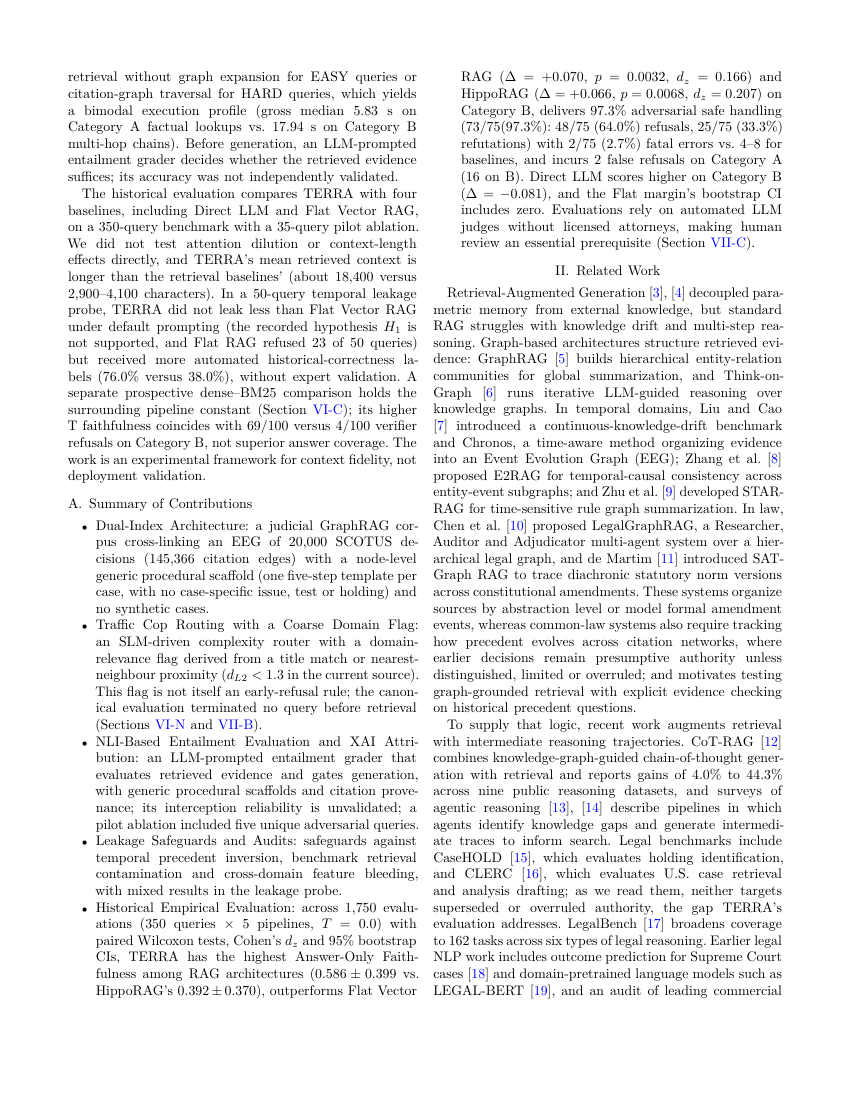 retrieval without graph expansion for EASY queries or
citation-graph traversal for HARD queries, which yields
a bimodal execution profile (gross median 5.83 s on
Category A factual lookups vs. 17.94 s on Category B
multi-hop chains). Before generation, an LLM-prompted
entailment grader decides whether the retrieved evidence
suffices; its accuracy was not independently validated.
The historical evaluation compares TERRA with four
baselines, including Direct LLM and Flat Vector RAG,
on a 350-query benchmark with a 35-query pilot ablation.
We did not test attention dilution or context-length
effects directly, and TERRA's mean retrieved context is
longer than the retrieval baselines' (about 18,400 versus
2,900–4,100 characters). In a 50-query temporal leakage
probe, TERRA did not leak less than Flat Vector RAG
under default prompting (the recorded hypothesis H1 is
not supported, and Flat RAG refused 23 of 50 queries)
but received more automated historical-correctness la-
bels (76.0% versus 38.0%), without expert validation. A
separate prospective dense–BM25 comparison holds the
surrounding pipeline constant (Section VI-C); its higher
T faithfulness coincides with 69/100 versus 4/100 verifier
refusals on Category B, not superior answer coverage. The
work is an experimental framework for context fidelity, not
deployment validation.
A. Summary of Contributions
• Dual-Index Architecture: a judicial GraphRAG cor-
pus cross-linking an EEG of 20,000 SCOTUS de-
cisions (145,366 citation edges) with a node-level
generic procedural scaffold (one five-step template per
case, with no case-specific issue, test or holding) and
no synthetic cases.
• Traffic Cop Routing with a Coarse Domain Flag:
an SLM-driven complexity router with a domain-
relevance flag derived from a title match or nearest-
neighbour proximity (dL2 < 1.3 in the current source).
This flag is not itself an early-refusal rule; the canon-
ical evaluation terminated no query before retrieval
(Sections VI-N and VII-B).
• NLI-Based Entailment Evaluation and XAI Attri-
bution: an LLM-prompted entailment grader that
evaluates retrieved evidence and gates generation,
with generic procedural scaffolds and citation prove-
nance; its interception reliability is unvalidated; a
pilot ablation included five unique adversarial queries.
• Leakage Safeguards and Audits: safeguards against
temporal precedent inversion, benchmark retrieval
contamination and cross-domain feature bleeding,
with mixed results in the leakage probe.
• Historical Empirical Evaluation: across 1,750 evalu-
ations (350 queries × 5 pipelines, T = 0.0) with
paired Wilcoxon tests, Cohen's dz and 95% bootstrap
CIs, TERRA has the highest Answer-Only Faith-
fulness among RAG architectures (0.586 ± 0.399 vs.
HippoRAG's 0.392 ± 0.370), outperforms Flat Vector
RAG (Δ = +0.070, p = 0.0032, dz = 0.166) and
HippoRAG (Δ = +0.066, p = 0.0068, dz = 0.207) on
Category B, delivers 97.3% adversarial safe handling
(73/75(97.3%): 48/75 (64.0%) refusals, 25/75 (33.3%)
refutations) with 2/75 (2.7%) fatal errors vs. 4–8 for
baselines, and incurs 2 false refusals on Category A
(16 on B). Direct LLM scores higher on Category B
(Δ = −0.081), and the Flat margin's bootstrap CI
includes zero. Evaluations rely on automated LLM
judges without licensed attorneys, making human
review an essential prerequisite (Section VII-C).
II. Related Work
Retrieval-Augmented Generation [3], [4] decoupled para-
metric memory from external knowledge, but standard
RAG struggles with knowledge drift and multi-step rea-
soning. Graph-based architectures structure retrieved evi-
dence: GraphRAG [5] builds hierarchical entity-relation
communities for global summarization, and Think-on-
Graph [6] runs iterative LLM-guided reasoning over
knowledge graphs. In temporal domains, Liu and Cao
[7] introduced a continuous-knowledge-drift benchmark
and Chronos, a time-aware method organizing evidence
into an Event Evolution Graph (EEG); Zhang et al. [8]
proposed E2RAG for temporal-causal consistency across
entity-event subgraphs; and Zhu et al. [9] developed STAR-
RAG for time-sensitive rule graph summarization. In law,
Chen et al. [10] proposed LegalGraphRAG, a Researcher,
Auditor and Adjudicator multi-agent system over a hier-
archical legal graph, and de Martim [11] introduced SAT-
Graph RAG to trace diachronic statutory norm versions
across constitutional amendments. These systems organize
sources by abstraction level or model formal amendment
events, whereas common-law systems also require tracking
how precedent evolves across citation networks, where
earlier decisions remain presumptive authority unless
distinguished, limited or overruled; and motivates testing
graph-grounded retrieval with explicit evidence checking
on historical precedent questions.
To supply that logic, recent work augments retrieval
with intermediate reasoning trajectories. CoT-RAG [12]
combines knowledge-graph-guided chain-of-thought gener-
ation with retrieval and reports gains of 4.0% to 44.3%
across nine public reasoning datasets, and surveys of
agentic reasoning [13], [14] describe pipelines in which
agents identify knowledge gaps and generate intermedi-
ate traces to inform search. Legal benchmarks include
CaseHOLD [15], which evaluates holding identification,
and CLERC [16], which evaluates U.S. case retrieval
and analysis drafting; as we read them, neither targets
superseded or overruled authority, the gap TERRA's
evaluation addresses. LegalBench [17] broadens coverage
to 162 tasks across six types of legal reasoning. Earlier legal
NLP work includes outcome prediction for Supreme Court
cases [18] and domain-pretrained language models such as
LEGAL-BERT [19], and an audit of leading commercial